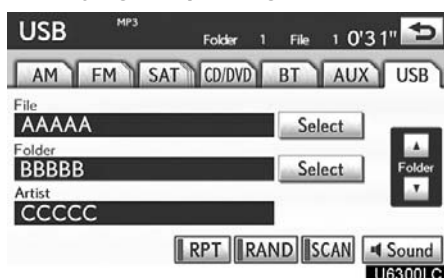 USB MP3 Folder 1 File 1 0'31"
AM FM SAT CD/DVD BT AUX USB
File
AAAAA Select
Folder
BBBBB Select
Folder
Artist
CCCCC
RPT RAND SCAN Sound
U6300LC